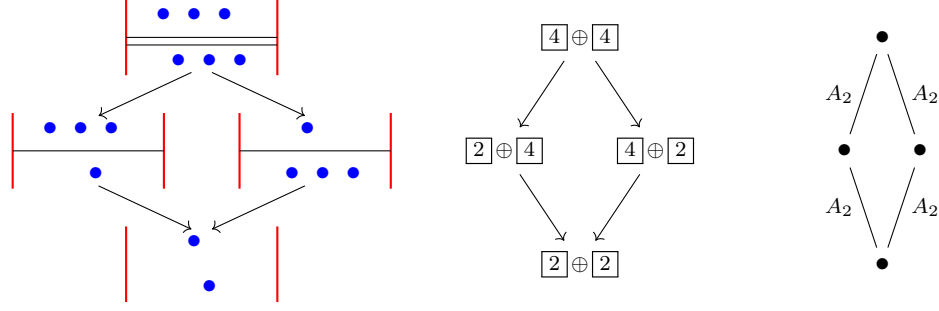 4 ⊕ 4
2 ⊕ 4
4 ⊕ 2
2 ⊕ 2
A₂ A₂
A₂ A₂